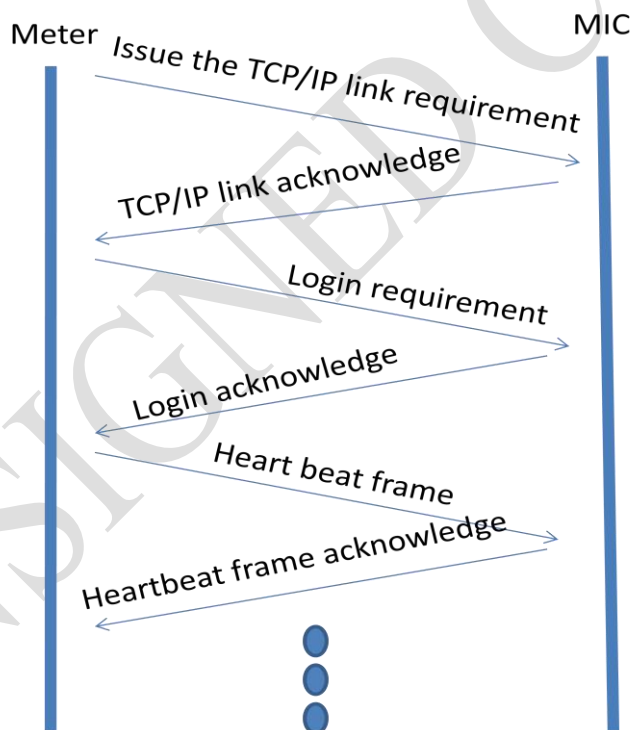 Meter
MIC
Issue the TCP/IP link requirement
TCP/IP link acknowledge
Login requirement
Login acknowledge
Heart beat frame
Heartbeat frame acknowledge
NSIGNED C